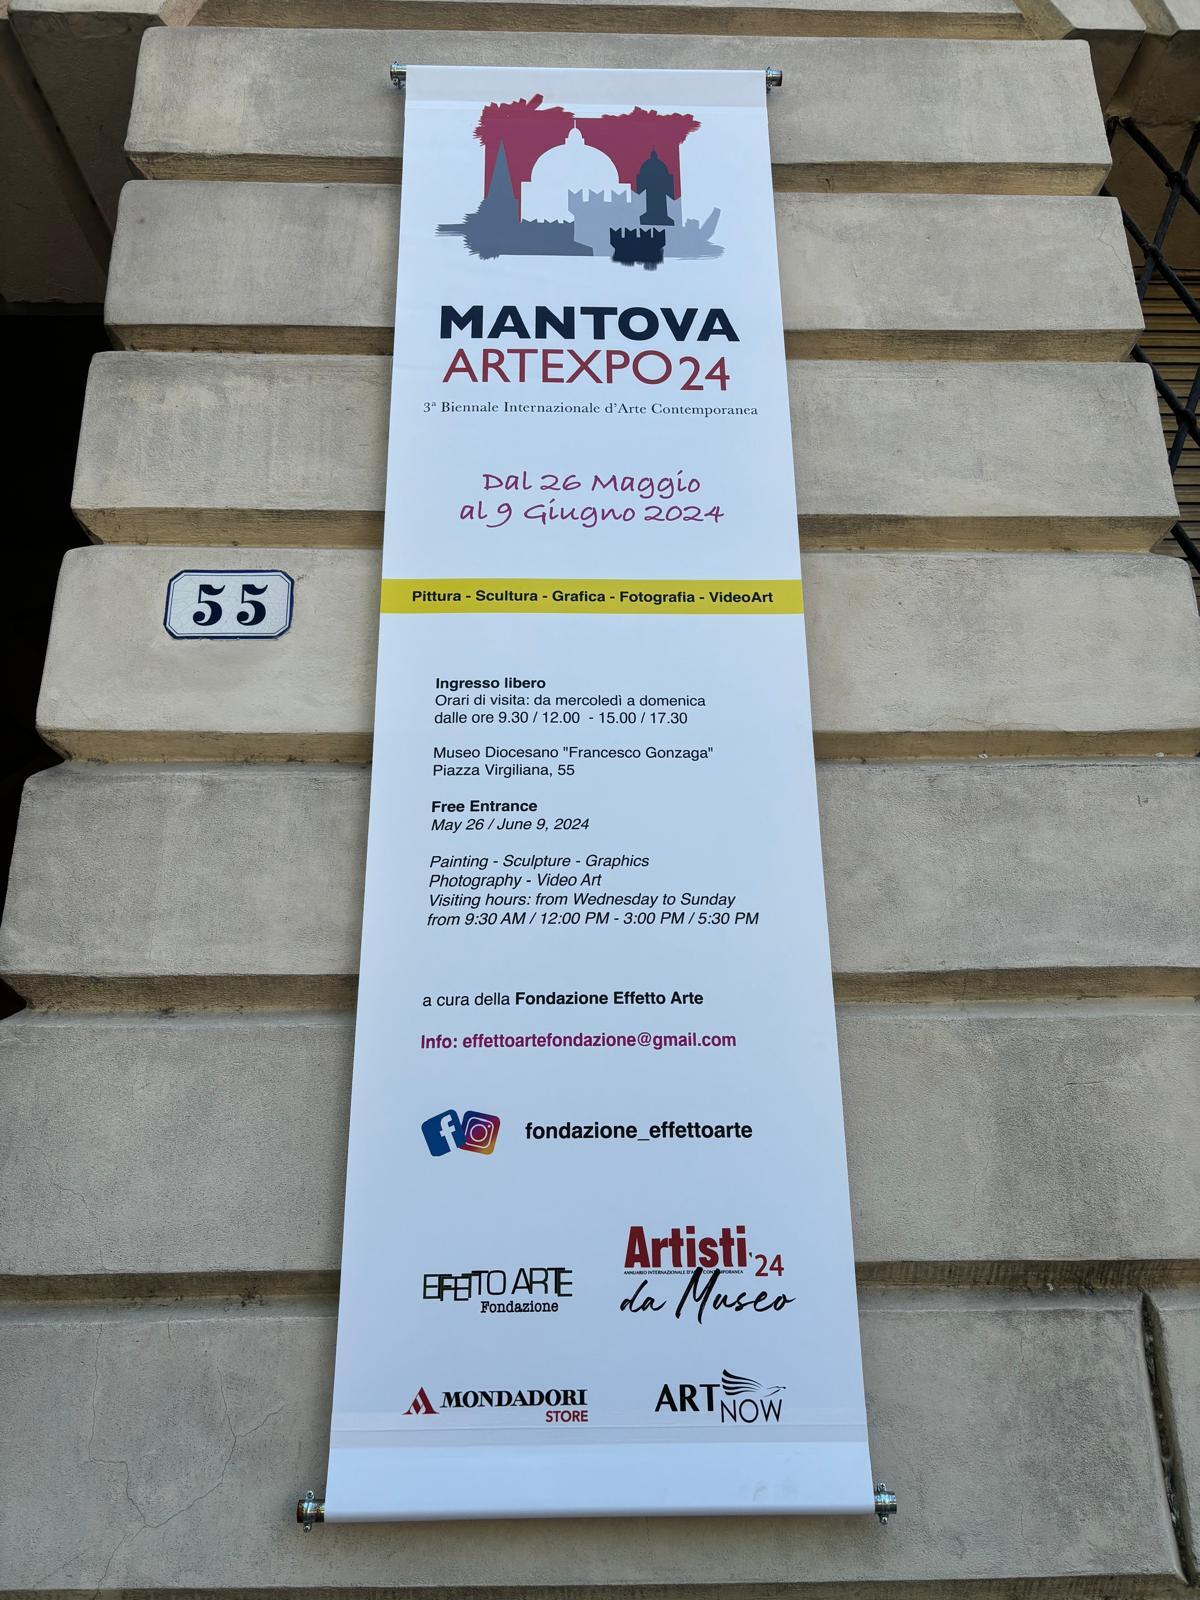 MANTOVA
ARTEXPO24
3ª Biennale Internazionale d'Arte Contemporanea
Dal 26 Maggio
al 9 Giugno 2024
55
Pittura - Scultura - Grafica - Fotografia - VideoArt
Ingresso libero
Orari di visita: da mercoledì a domenica
dalle ore 9.30 / 12.00 - 15.00 / 17.30
Museo Diocesano "Francesco Gonzaga"
Piazza Virgiliana, 55
Free Entrance
May 26 / June 9, 2024
Painting - Sculpture - Graphics
Photography - Video Art
Visiting hours: from Wednesday to Sunday
from 9:30 AM / 12:00 PM - 3:00 PM / 5:30 PM
a cura della Fondazione Effetto Arte
Info: effettoartefondazione@gmail.com
fondazione_effettoarte
EFFETTO ARTE
Fondazione
Artisti '24
ANNUARIO INTERNAZIONALE D'ARTE CONTEMPORANEA
da Museo
MONDADORI
STORE
ART
NOW